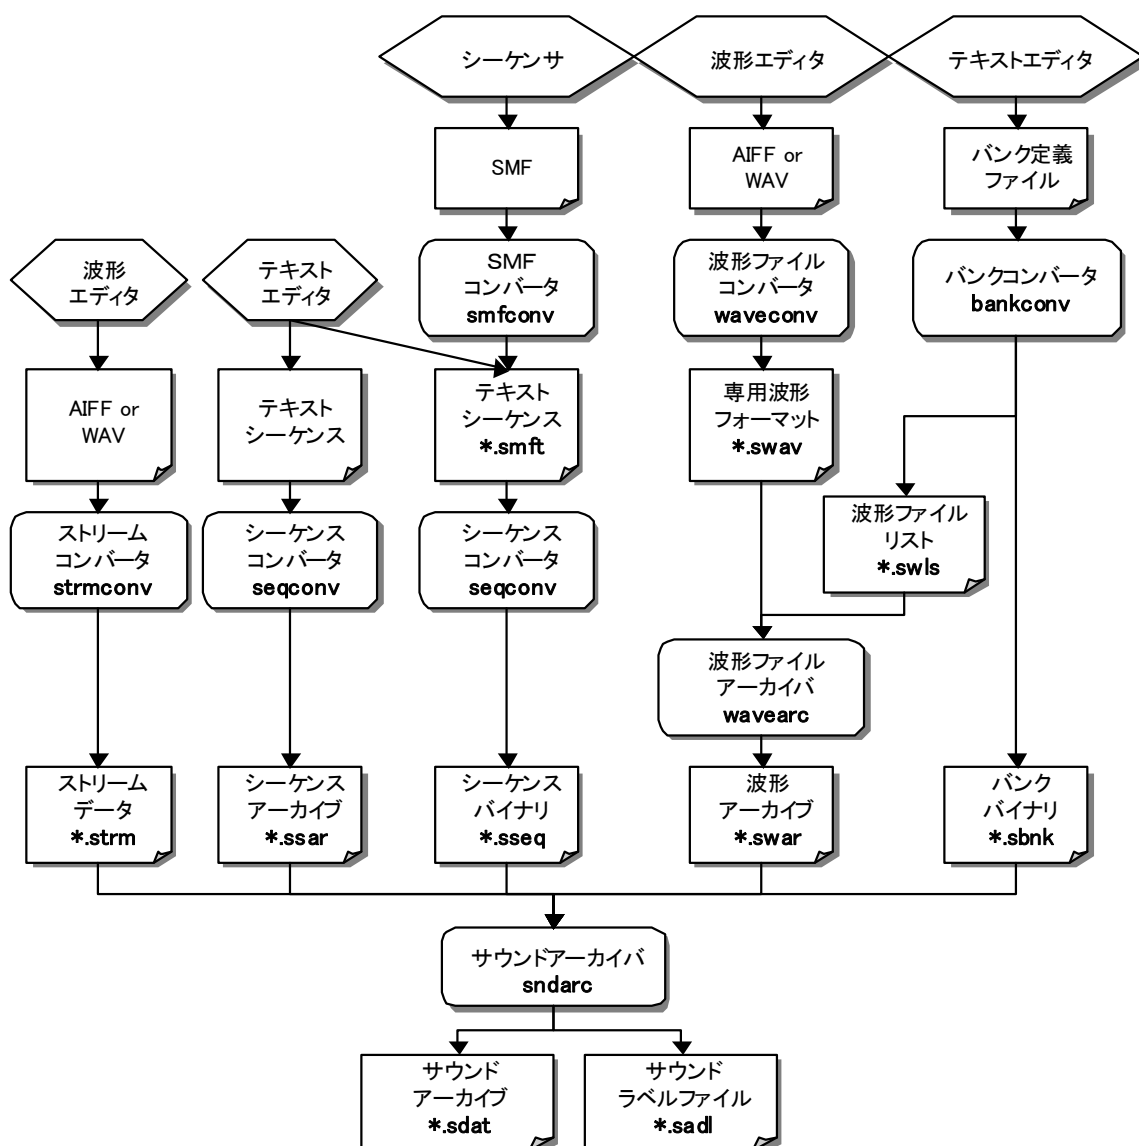 シーケンサ
波形エディタ
テキストエディタ
SMF
AIFF or
WAV
バンク定義
ファイル
波形
エディタ
テキスト
エディタ
SMF
コンバータ
smfconv
波形ファイル
コンバータ
waveconv
バンクコンバータ
bankconv
AIFF or
WAV
テキスト
シーケンス
テキスト
シーケンス
*.smft
専用波形
フォーマット
*.swav
波形ファイル
リスト
*.swls
ストリーム
コンバータ
strmconv
シーケンス
コンバータ
seqconv
シーケンス
コンバータ
seqconv
波形ファイル
アーカイバ
wavearc
ストリーム
データ
*.strm
シーケンス
アーカイブ
*.ssar
シーケンス
バイナリ
*.sseq
波形
アーカイブ
*.swar
バンク
バイナリ
*.sbnk
サウンドアーカイバ
sndarc
サウンド
アーカイブ
*.sdat
サウンド
ラベルファイル
*.sadl